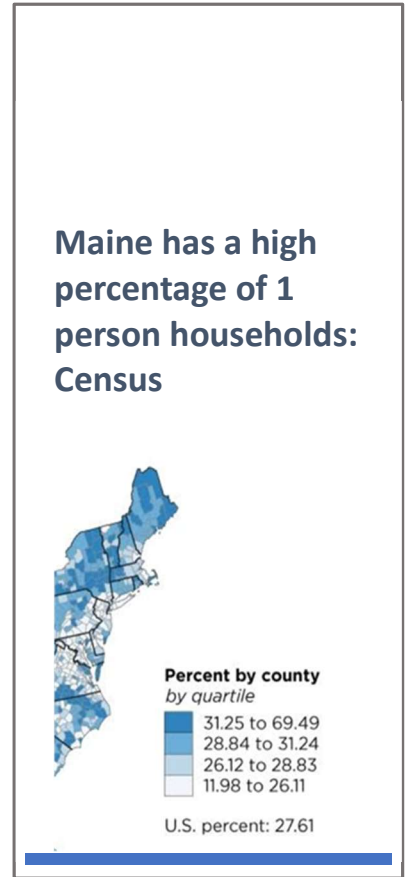 Maine has a high
percentage of 1
person households:
Census
Percent by county
by quartile
31.25 to 69.49
28.84 to 31.24
26.12 to 28.83
11.98 to 26.11
U.S. percent: 27.61